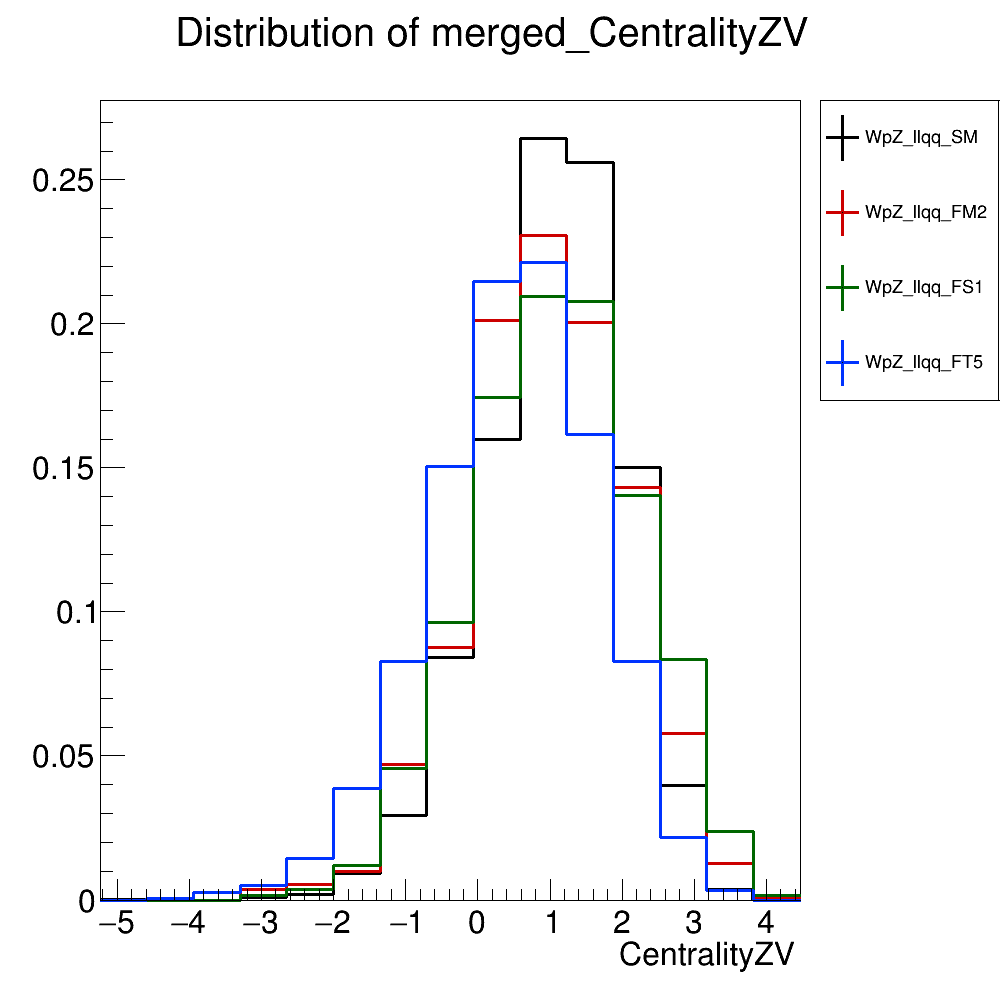 Distribution of merged_CentralityZV
WpZ_llqq_SM
WpZ_llqq_FM2
WpZ_llqq_FS1
WpZ_llqq_FT5
0.25
0.2
0.15
0.1
0.05
0
−5 −4 −3 −2 −1 0 1 2 3 4
CentralityZV